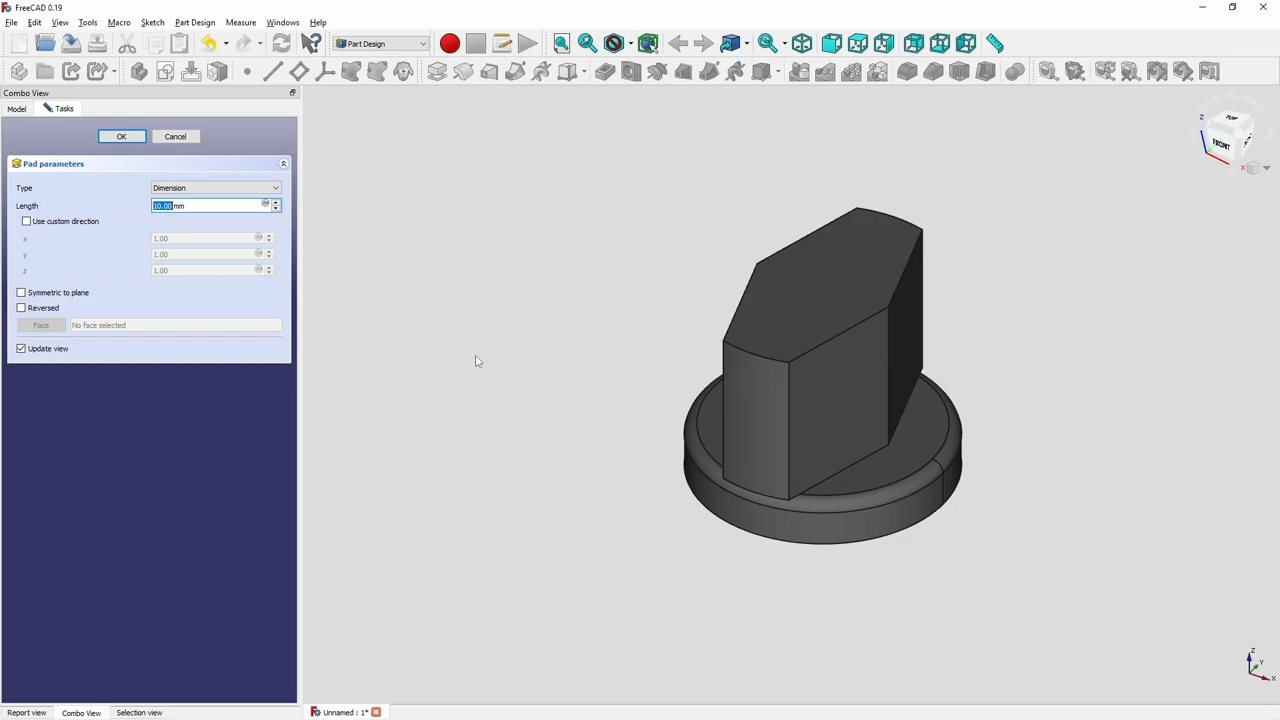 FreeCAD 0.19
File Edit View Tools Macro Sketch Part Design Measure Windows Help
Part Design
Combo View
Model Tasks
OK Cancel
Pad parameters
Type Dimension
Length 10.00 mm
Use custom direction
x 1.00
y 1.00
z 1.00
Symmetric to plane
Reversed
Face No face selected
Update view
Z
FRONT
X
Z
Y
X
Report view Combo View Selection view Unnamed : 1*